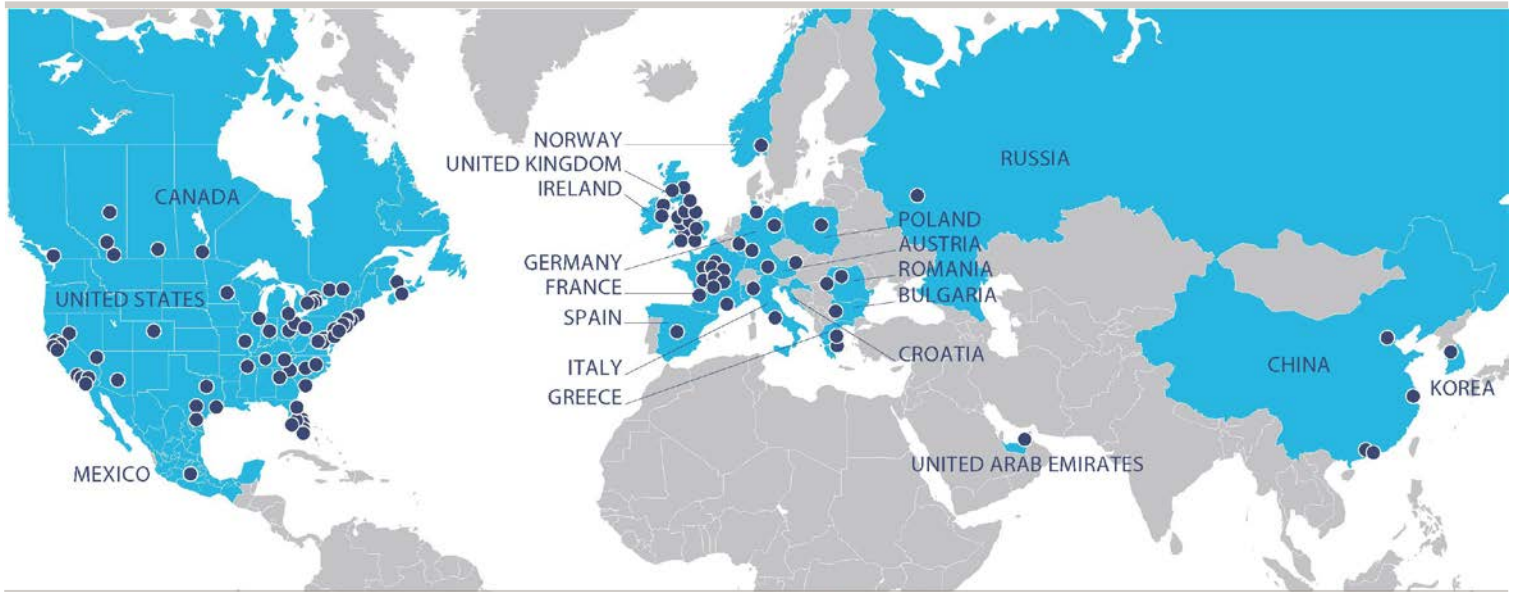 CANADA
UNITED STATES
MEXICO
NORWAY
UNITED KINGDOM
IRELAND
GERMANY
FRANCE
SPAIN
ITALY
GREECE
RUSSIA
POLAND
AUSTRIA
ROMANIA
BULGARIA
CROATIA
UNITED ARAB EMIRATES
CHINA
KOREA